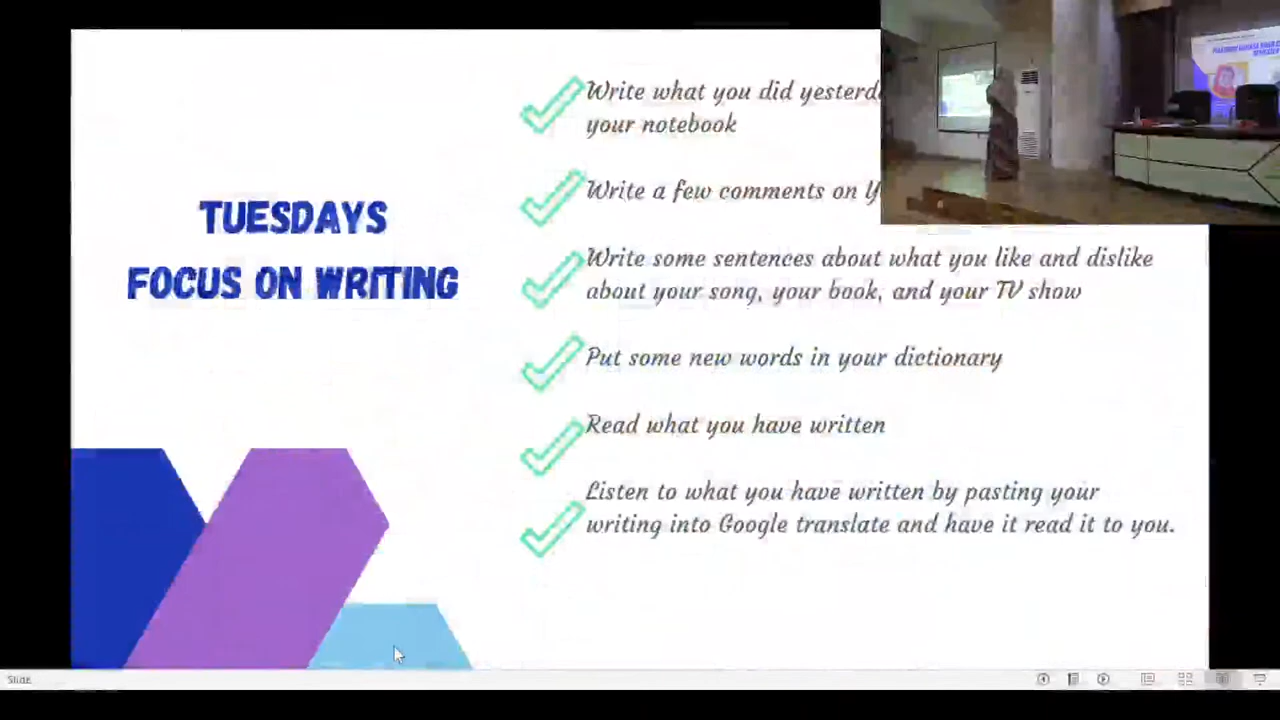 TUESDAYS
FOCUS ON WRITING
Write what you did
your notebook
Write a few comments on
Write some sentences about what you like and dislike
about your song, your book, and your TV show
Put some new words in your dictionary
Read what you have written
Listen to what you have written by pasting your
writing into Google translate and have it read it to you.
Slide